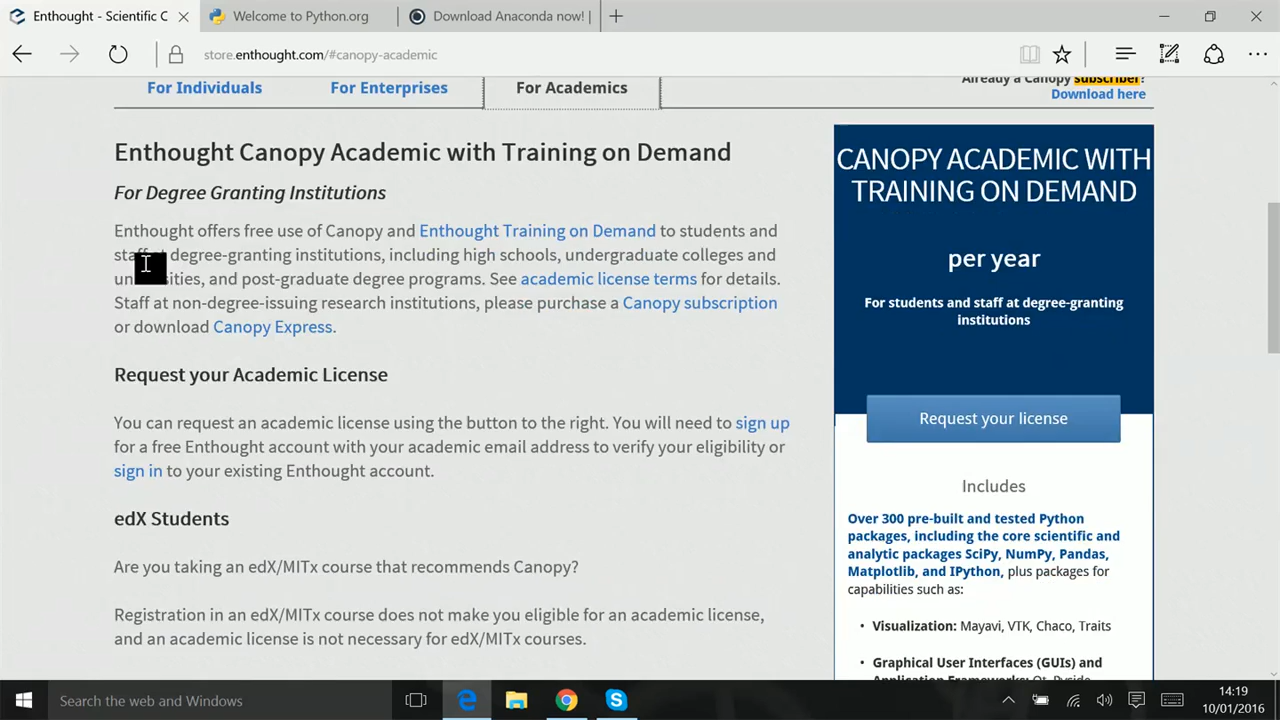 Enthought - Scientific C
Welcome to Python.org
Download Anaconda now! |
store.enthought.com/#canopy-academic
For Individuals
For Enterprises
For Academics
Already a Canopy subscriber?
Download here
Enthought Canopy Academic with Training on Demand
For Degree Granting Institutions
Enthought offers free use of Canopy and Enthought Training on Demand to students and
staff degree-granting institutions, including high schools, undergraduate colleges and
and post-graduate degree programs. See academic license terms for details.
Staff at non-degree-issuing research institutions, please purchase a Canopy subscription
or download Canopy Express.
Request your Academic License
You can request an academic license using the button to the right. You will need to sign up
for a free Enthought account with your academic email address to verify your eligibility or
sign in to your existing Enthought account.
edX Students
Are you taking an edX/MITx course that recommends Canopy?
Registration in an edX/MITx course does not make you eligible for an academic license,
and an academic license is not necessary for edX/MITx courses.
CANOPY ACADEMIC WITH
TRAINING ON DEMAND
per year
For students and staff at degree-granting
institutions
Request your license
Includes
Over 300 pre-built and tested Python
packages, including the core scientific and
analytic packages SciPy, NumPy, Pandas,
Matplotlib, and IPython, plus packages for
capabilities such as:
• Visualization: Mayavi, VTK, Chaco, Traits
• Graphical User Interfaces (GUIs) and
Application Frameworks: Qt, Pyside
Search the web and Windows
14:19
10/01/2016